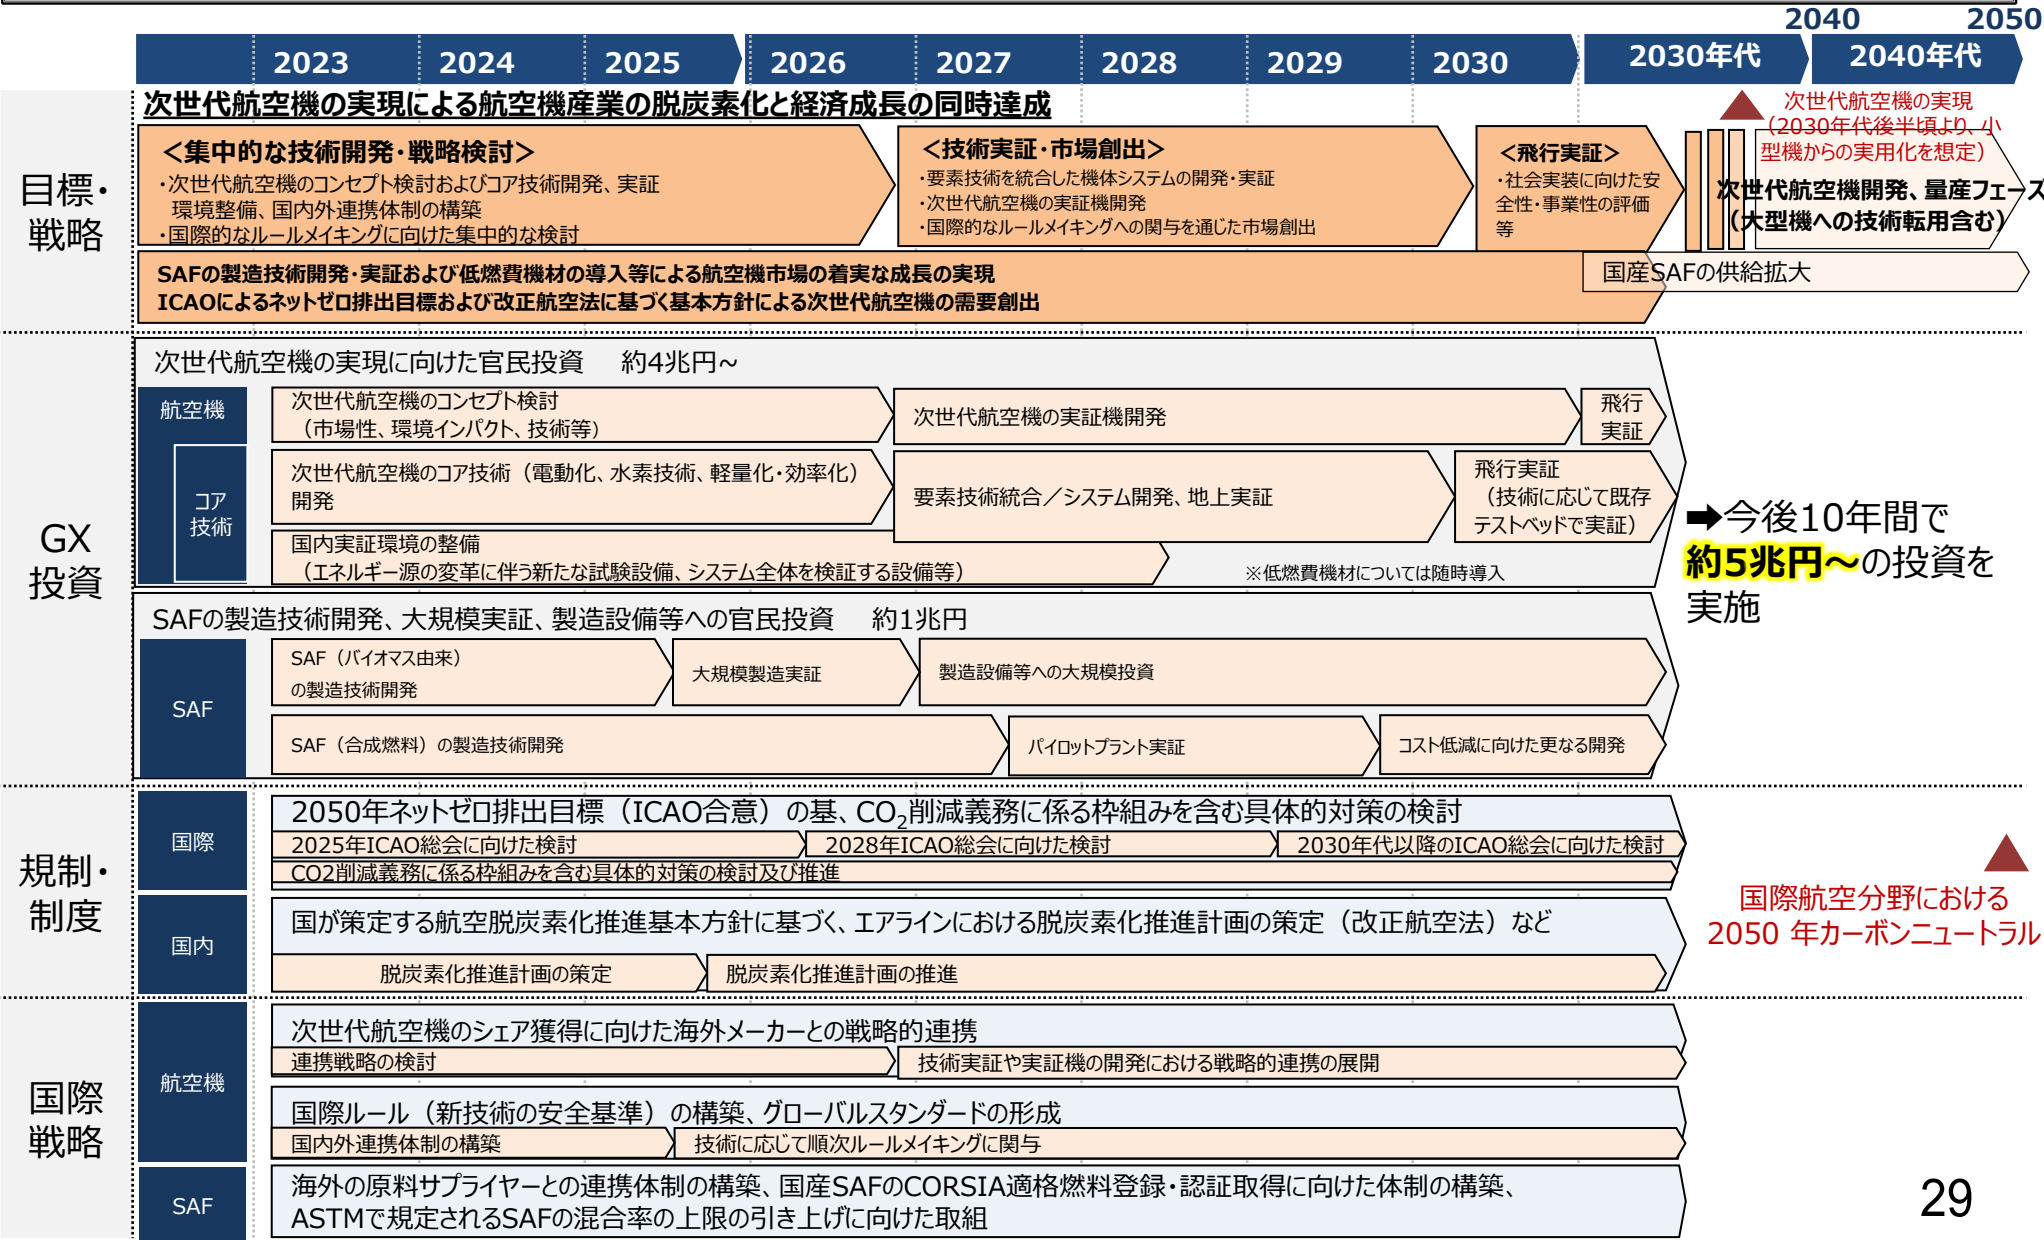 2040
2050
2023
2024
2025
2026
2027
2028
2029
2030
2030年代
2040年代
目標・
戦略
次世代航空機の実現による航空機産業の脱炭素化と経済成長の同時達成
＜集中的な技術開発・戦略検討＞
・次世代航空機のコンセプト検討およびコア技術開発、実証
環境整備、国内外連携体制の構築
・国際的なルールメイキングに向けた集中的な検討
＜技術実証・市場創出＞
・要素技術を統合した機体システムの開発・実証
・次世代航空機の実証機開発
・国際的なルールメイキングへの関与を通じた市場創出
＜飛行実証＞
・社会実装に向けた安
全性・事業性の評価
等
次世代航空機の実現
（2030年代後半頃より、小
型機からの実用化を想定）
次世代航空機開発、量産フェーズ
（大型機への技術転用含む）
SAFの製造技術開発・実証および低燃費機材の導入等による航空機市場の着実な成長の実現
ICAOによるネットゼロ排出目標および改正航空法に基づく基本方針による次世代航空機の需要創出
国産SAFの供給拡大
GX
投資
次世代航空機の実現に向けた官民投資　約4兆円~
航空機
次世代航空機のコンセプト検討
（市場性、環境インパクト、技術等）
次世代航空機の実証機開発
飛行
実証
コア
技術
次世代航空機のコア技術（電動化、水素技術、軽量化・効率化）
開発
要素技術統合／システム開発、地上実証
飛行実証
（技術に応じて既存
テストベッドで実証）
国内実証環境の整備
（エネルギー源の変革に伴う新たな試験設備、システム全体を検証する設備等）
※低燃費機材については随時導入
➡今後10年間で
約5兆円～の投資を
実施
SAFの製造技術開発、大規模実証、製造設備等への官民投資　約1兆円
SAF
SAF（バイオマス由来）
の製造技術開発
大規模製造実証
製造設備等への大規模投資
SAF（合成燃料）の製造技術開発
パイロットプラント実証
コスト低減に向けた更なる開発
規制・
制度
国際
2050年ネットゼロ排出目標（ICAO合意）の基、CO2削減義務に係る枠組みを含む具体的対策の検討
2025年ICAO総会に向けた検討
2028年ICAO総会に向けた検討
2030年代以降のICAO総会に向けた検討
CO2削減義務に係る枠組みを含む具体的対策の検討及び推進
国内
国が策定する航空脱炭素化推進基本方針に基づく、エアラインにおける脱炭素化推進計画の策定（改正航空法）など
脱炭素化推進計画の策定
脱炭素化推進計画の推進
国際航空分野における
2050 年カーボンニュートラル
国際
戦略
航空機
次世代航空機のシェア獲得に向けた海外メーカーとの戦略的連携
連携戦略の検討
技術実証や実証機の開発における戦略的連携の展開
国際ルール（新技術の安全基準）の構築、グローバルスタンダードの形成
国内外連携体制の構築
技術に応じて順次ルールメイキングに関与
SAF
海外の原料サプライヤーとの連携体制の構築、国産SAFのCORSIA適格燃料登録・認証取得に向けた体制の構築、
ASTMで規定されるSAFの混合率の上限の引き上げに向けた取組
29